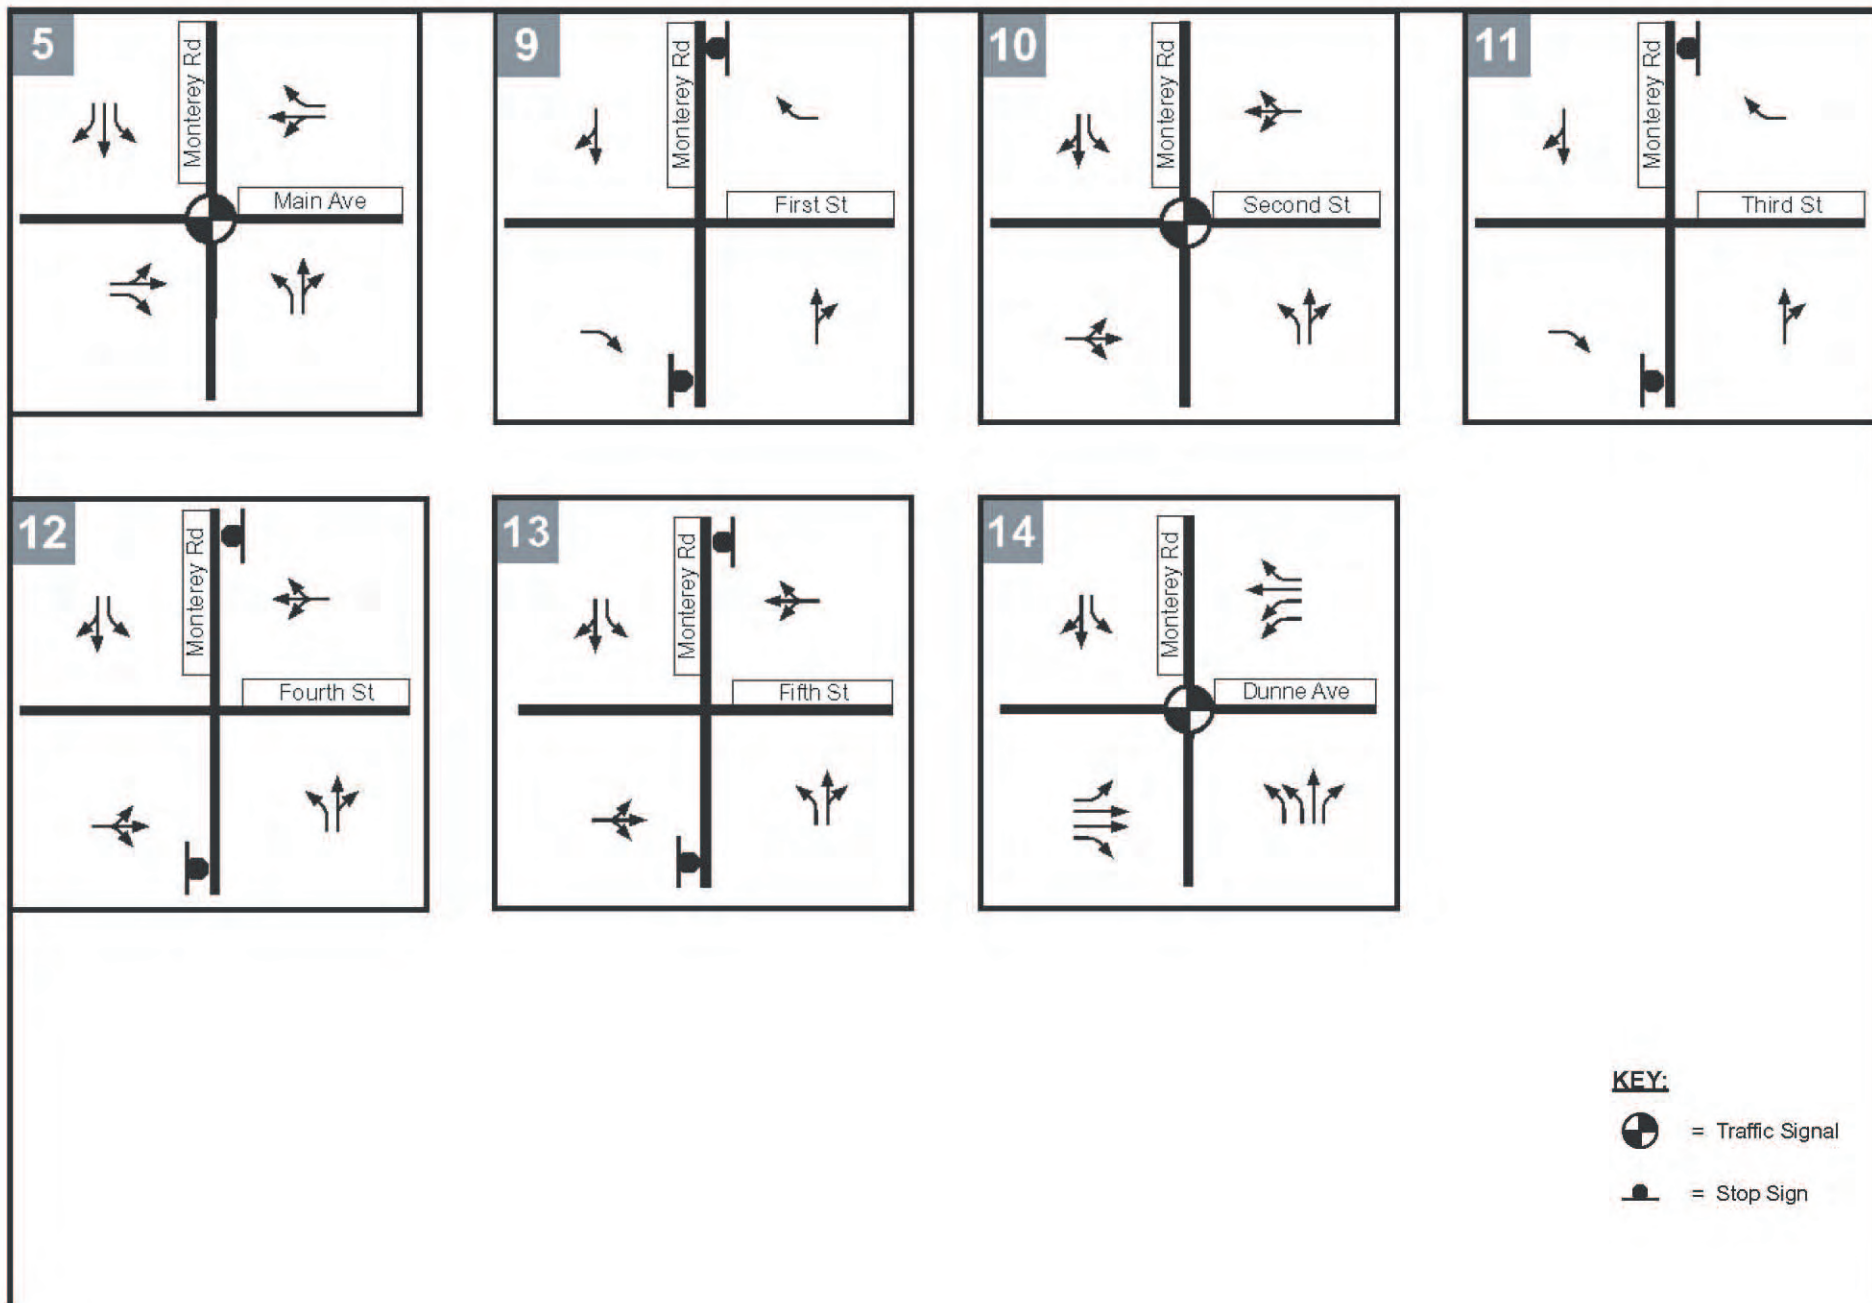 5
Monterey Rd
Main Ave
9
Monterey Rd
First St
10
Monterey Rd
Second St
11
Monterey Rd
Third St
12
Monterey Rd
Fourth St
13
Monterey Rd
Fifth St
14
Monterey Rd
Dunne Ave
KEY:
= Traffic Signal
= Stop Sign